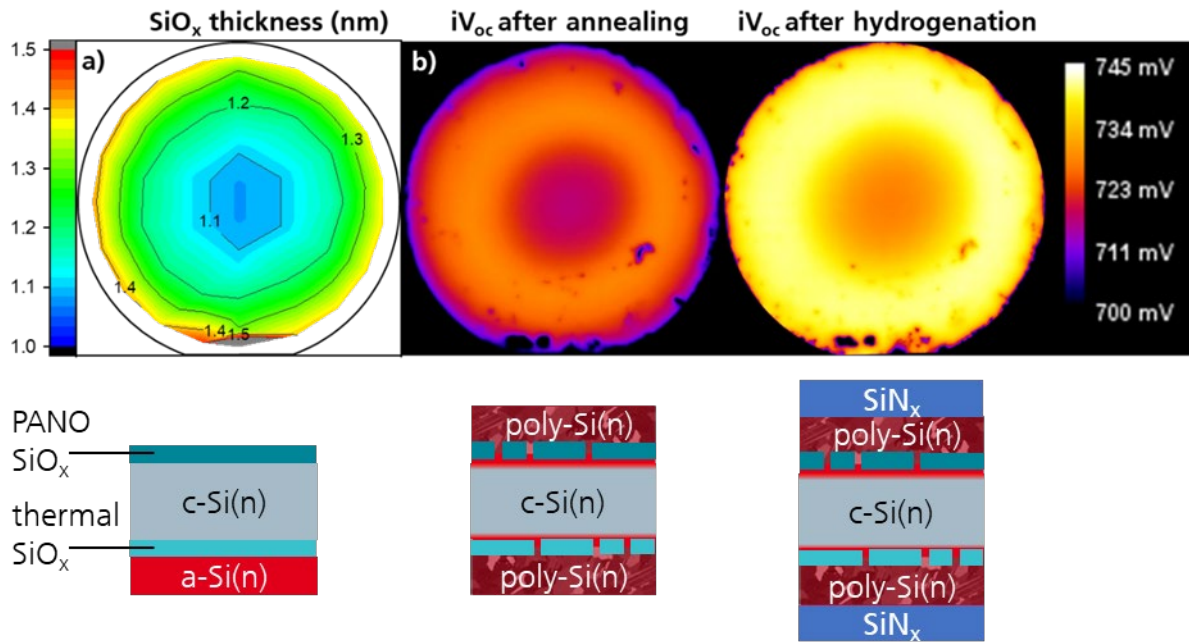 SiOx thickness (nm)
iVoc after annealing
iVoc after hydrogenation
a)
1.5
1.4
1.3
1.2
1.1
1.0
1.2
1.3
1.1
1.4
1.4
1.5
b)
745 mV
734 mV
723 mV
711 mV
700 mV
PANO
SiOx
thermal
SiOx
c-Si(n)
a-Si(n)
poly-Si(n)
c-Si(n)
poly-Si(n)
SiNx
poly-Si(n)
c-Si(n)
poly-Si(n)
SiNx